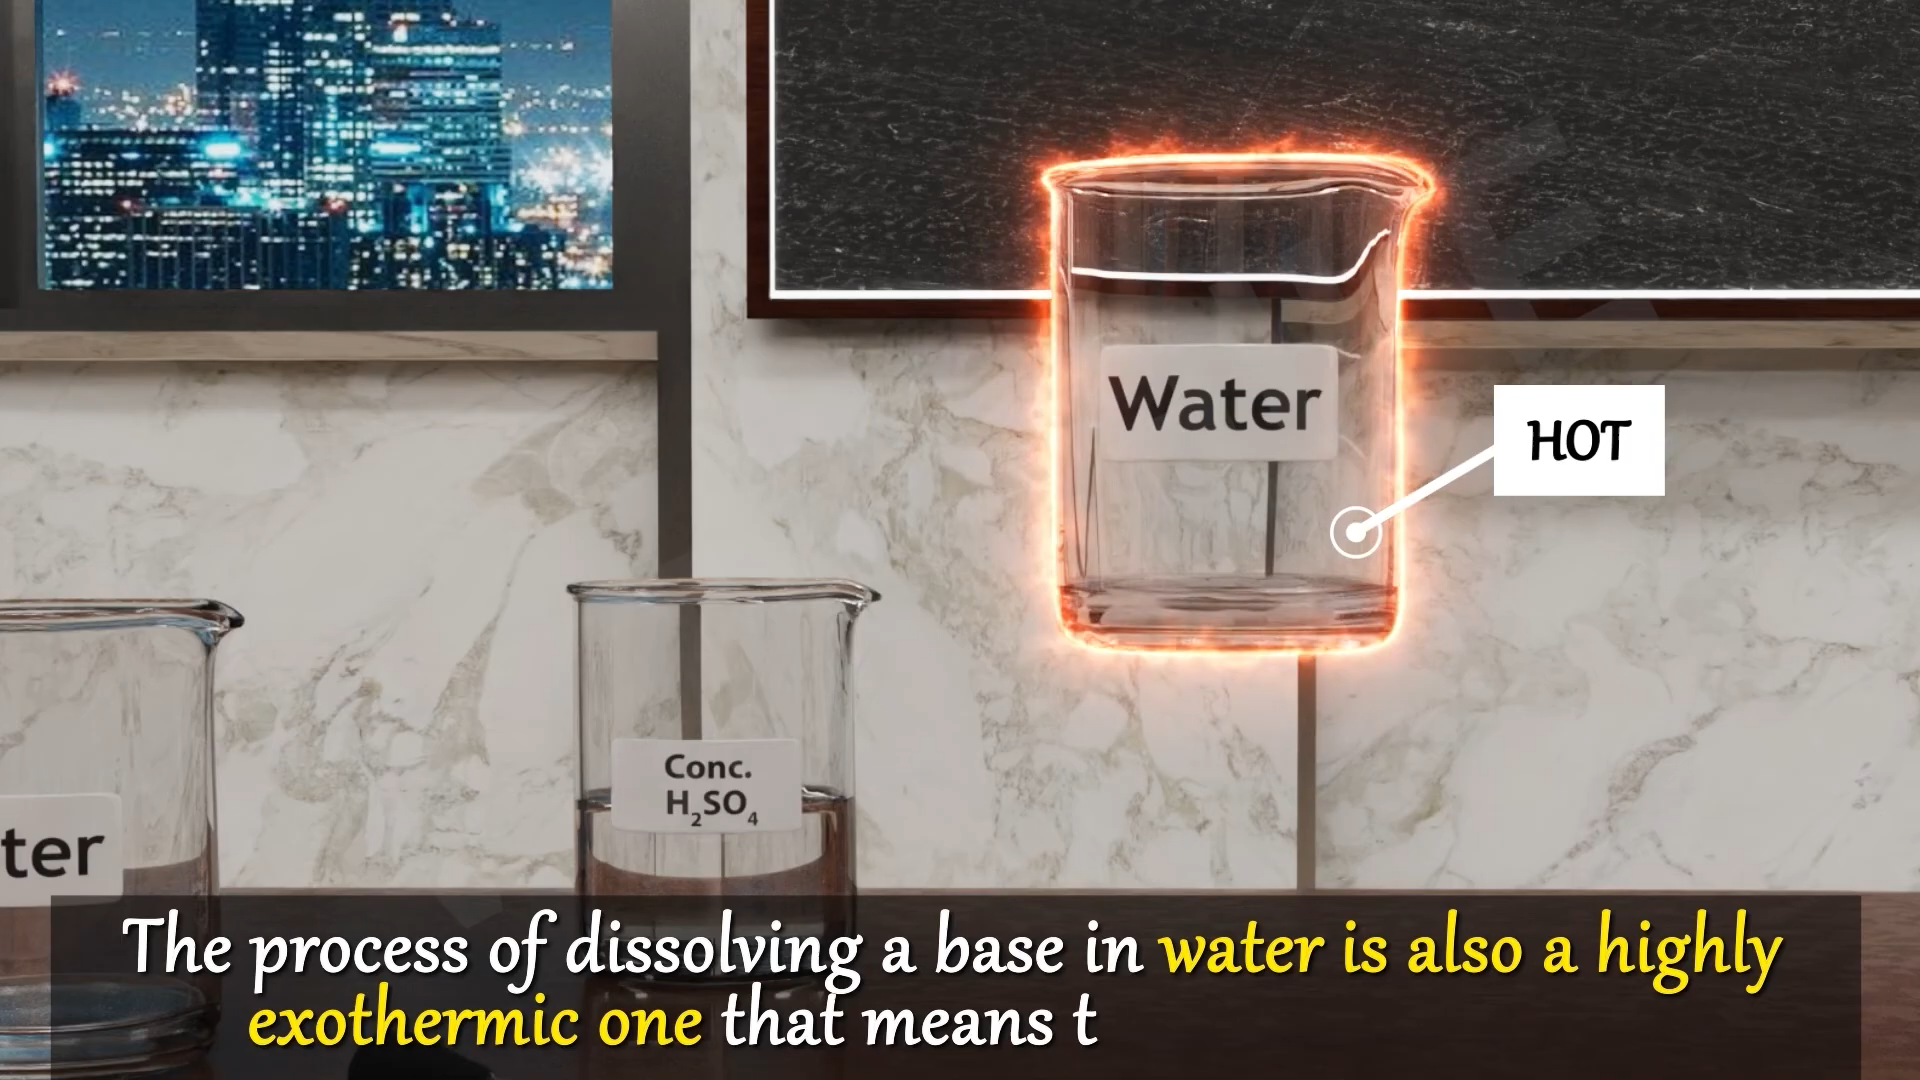 Water
HOT
Conc.
H₂SO₄
ter
The process of dissolving a base in water is also a highly
exothermic one that means t